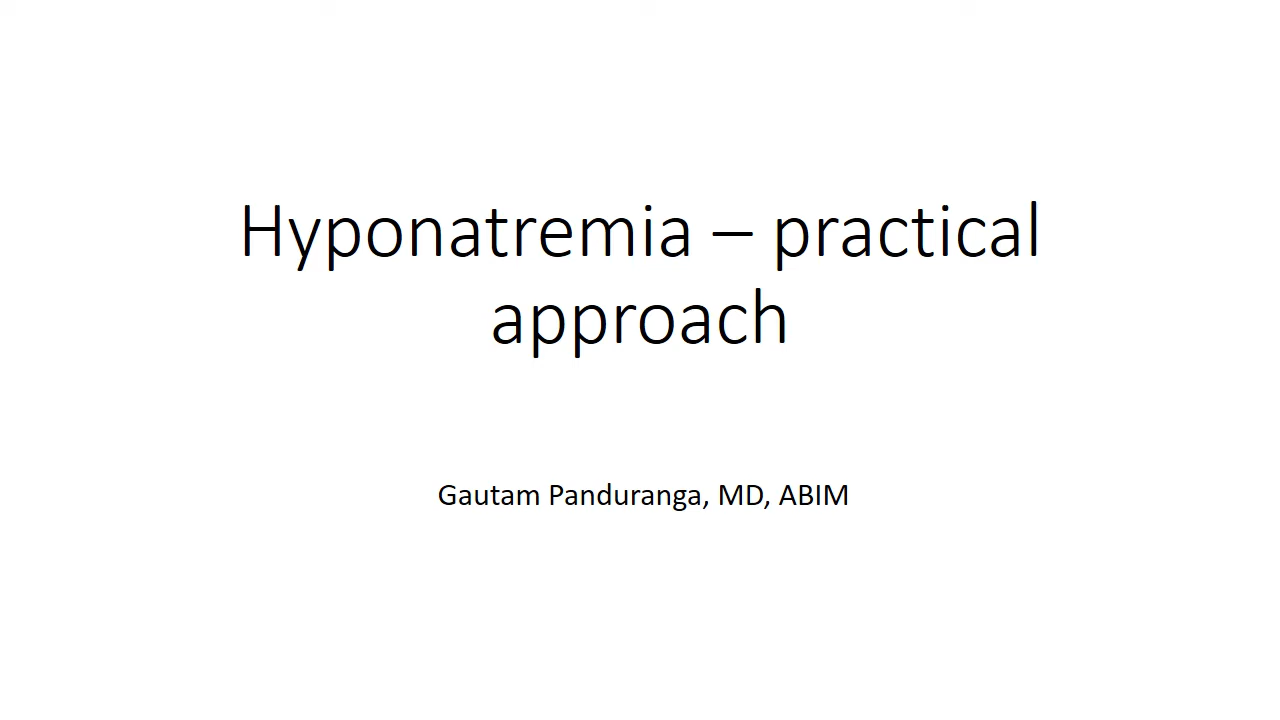 Hyponatremia – practical
approach
Gautam Panduranga, MD, ABIM